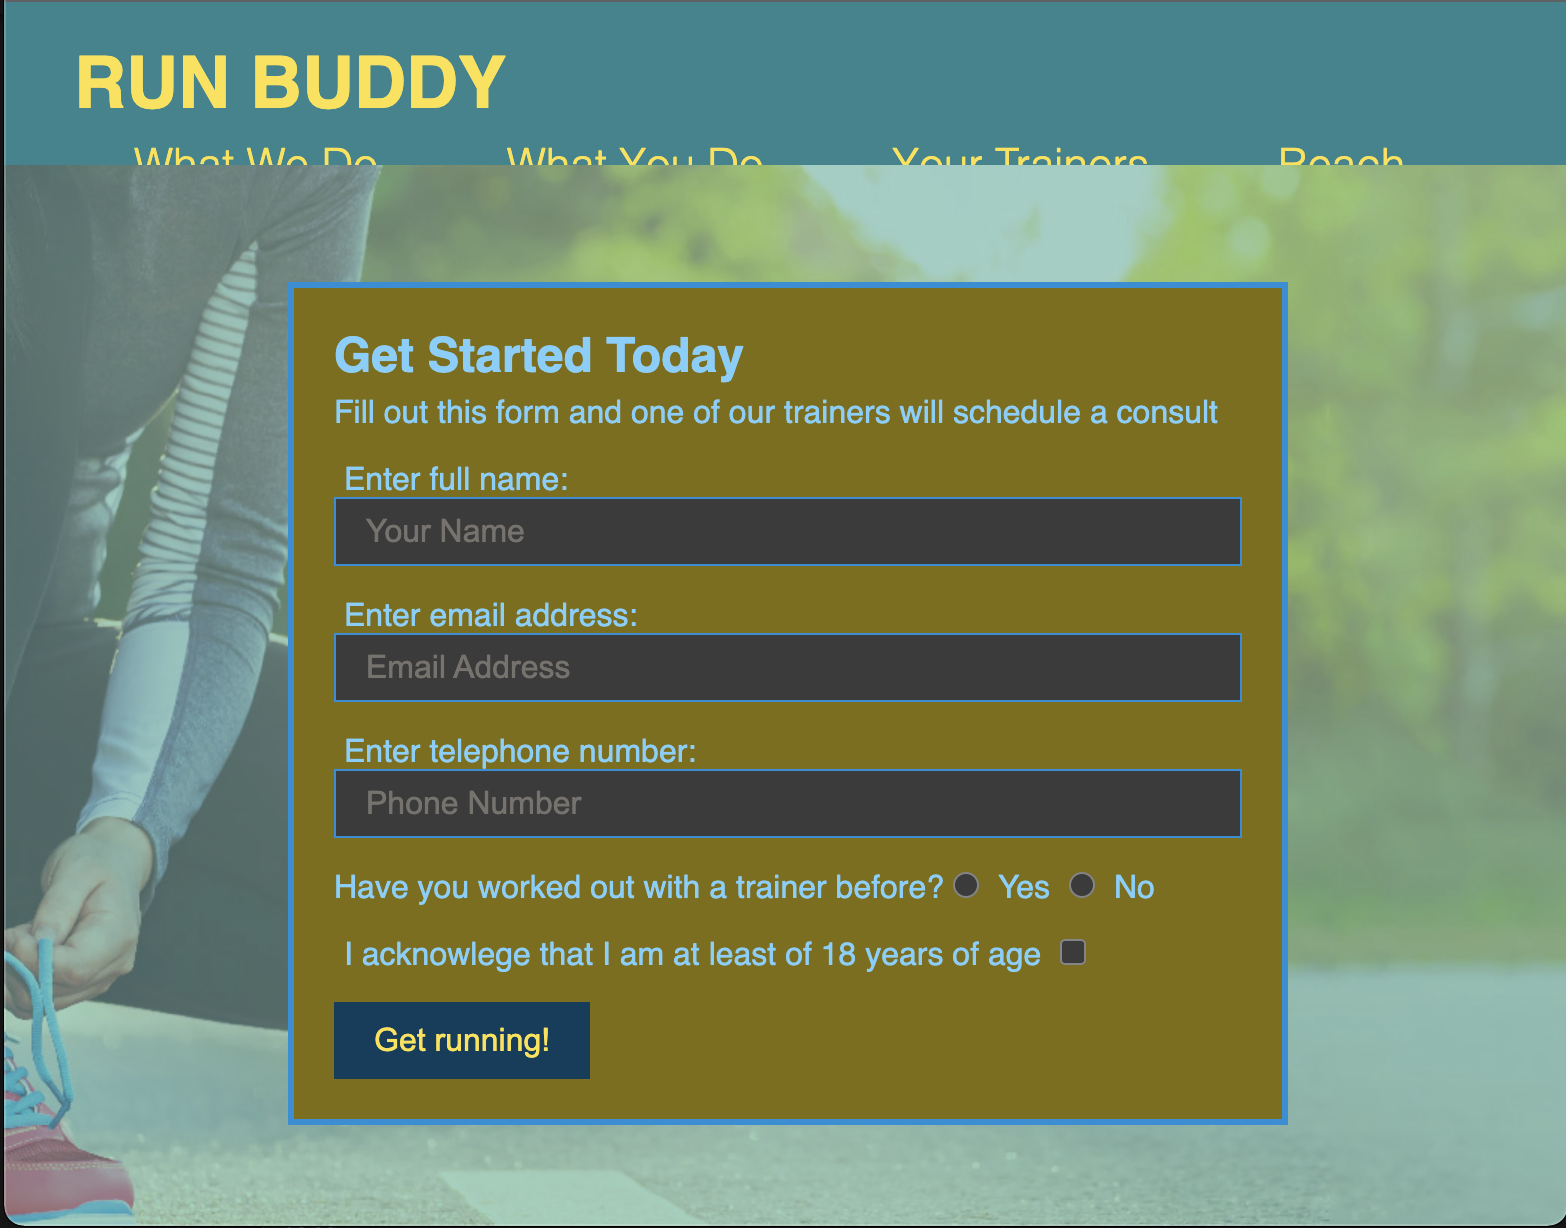 RUN BUDDY
What We Do What You Do Your Trainers Reach
Get Started Today
Fill out this form and one of our trainers will schedule a consult
Enter full name:
Your Name
Enter email address:
Email Address
Enter telephone number:
Phone Number
Have you worked out with a trainer before? Yes No
I acknowlege that I am at least of 18 years of age
Get running!